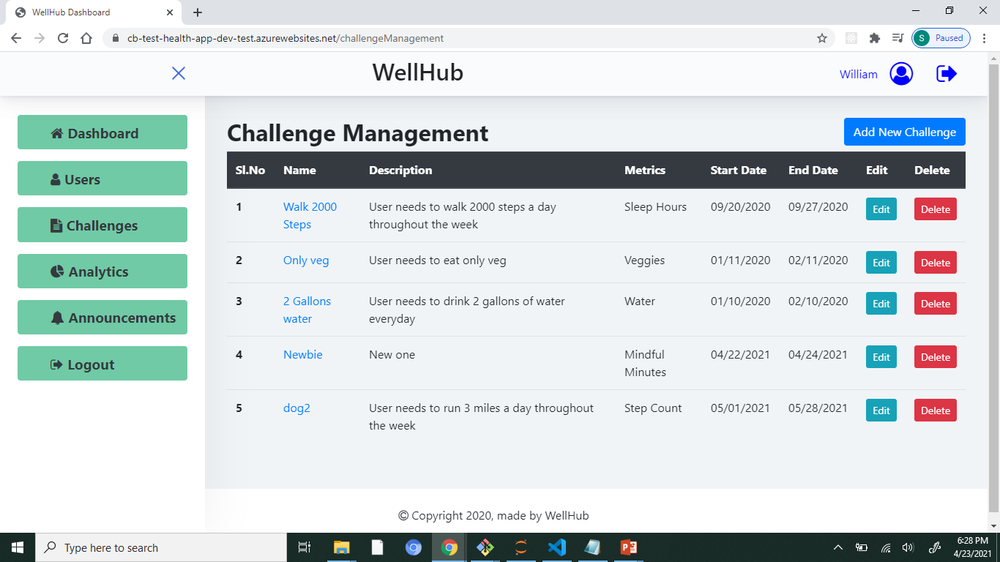 WellHub Dashboard
cb-test-health-app-dev-test.azurewebsites.net/challengeManagement
S Paused
WellHub
William
Dashboard
Users
Challenges
Analytics
Announcements
Logout
Challenge Management
Add New Challenge
Sl.No Name Description Metrics Start Date End Date Edit Delete
1 Walk 2000 User needs to walk 2000 steps a day Sleep Hours 09/20/2020 09/27/2020 Edit Delete
Steps throughout the week
2 Only veg User needs to eat only veg Veggies 01/11/2020 02/11/2020 Edit Delete
3 2 Gallons User needs to drink 2 gallons of water Water 01/10/2020 02/10/2020 Edit Delete
water everyday
4 Newbie New one Mindful 04/22/2021 04/24/2021 Edit Delete
Minutes
5 dog2 User needs to run 3 miles a day throughout Step Count 05/01/2021 05/28/2021 Edit Delete
the week
© Copyright 2020, made by WellHub
Type here to search
6:28 PM
4/23/2021